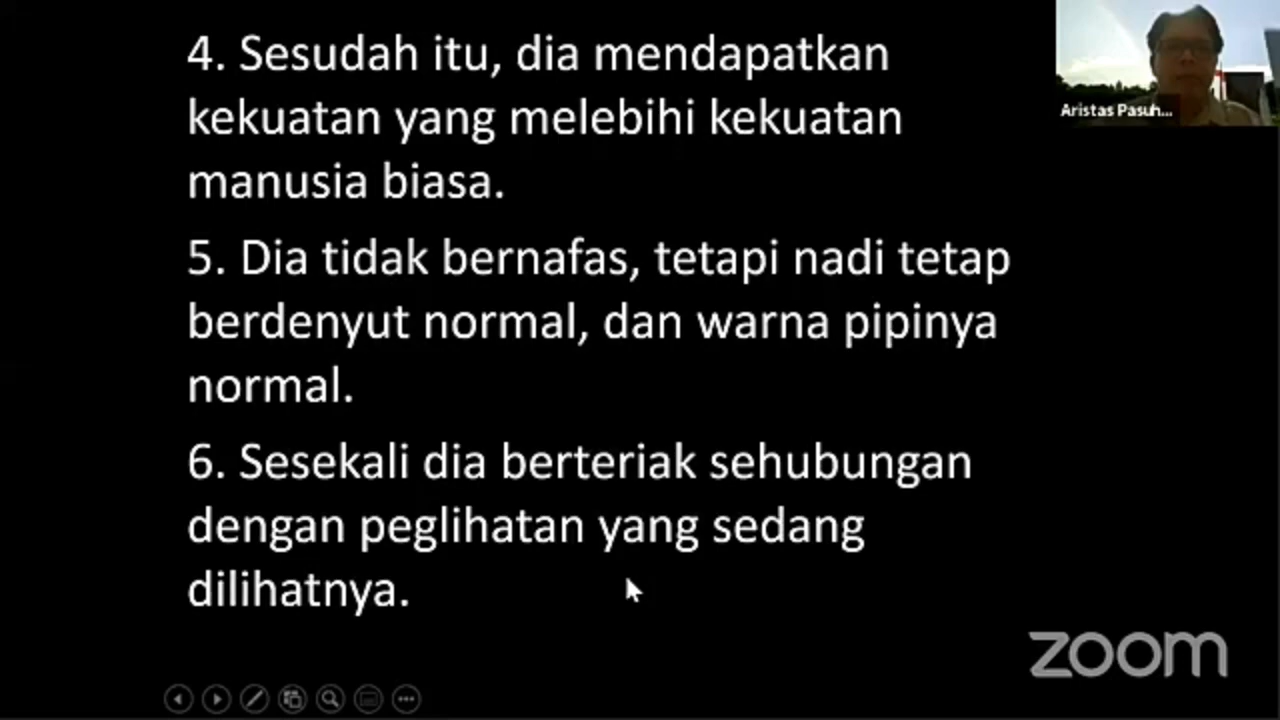 4. Sesudah itu, dia mendapatkan
kekuatan yang melebihi kekuatan
manusia biasa.
5. Dia tidak bernafas, tetapi nadi tetap
berdenyut normal, dan warna pipinya
normal.
6. Sesekali dia berteriak sehubungan
dengan peglihatan yang sedang
dilihatnya.
Aristas Pasuh...
zoom